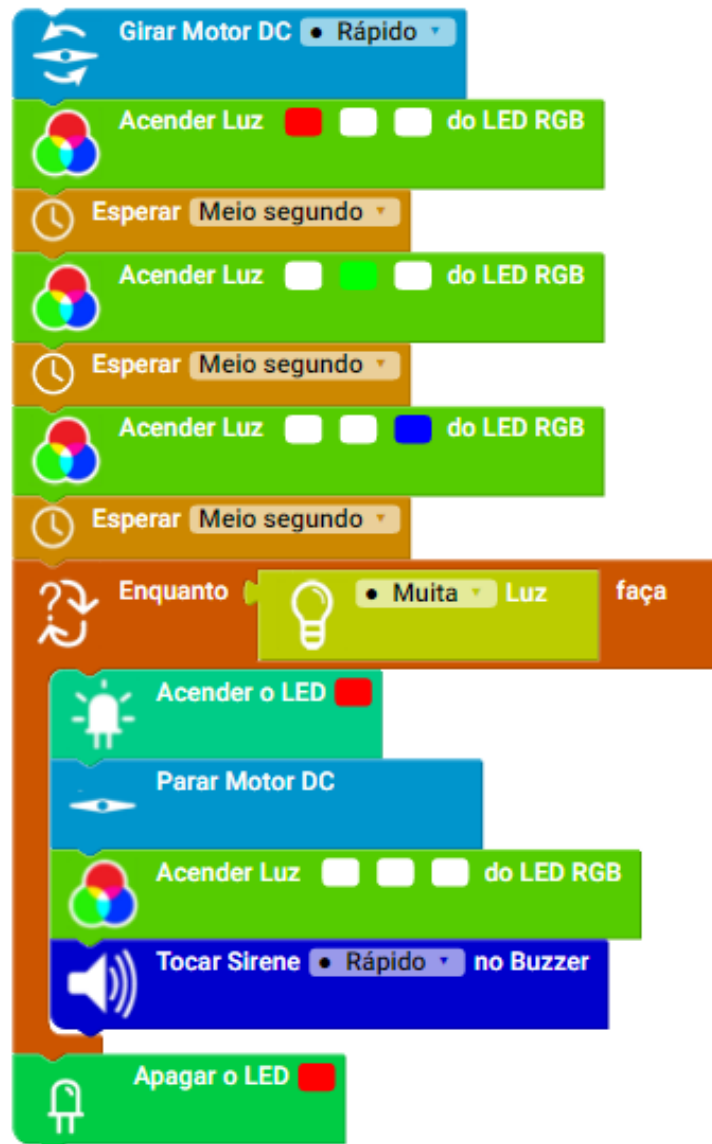 Girar Motor DC • Rápido
Acender Luz do LED RGB
Esperar Meio segundo
Acender Luz do LED RGB
Esperar Meio segundo
Acender Luz do LED RGB
Esperar Meio segundo
Enquanto • Muita Luz faça
Acender o LED
Parar Motor DC
Acender Luz do LED RGB
Tocar Sirene • Rápido no Buzzer
Apagar o LED